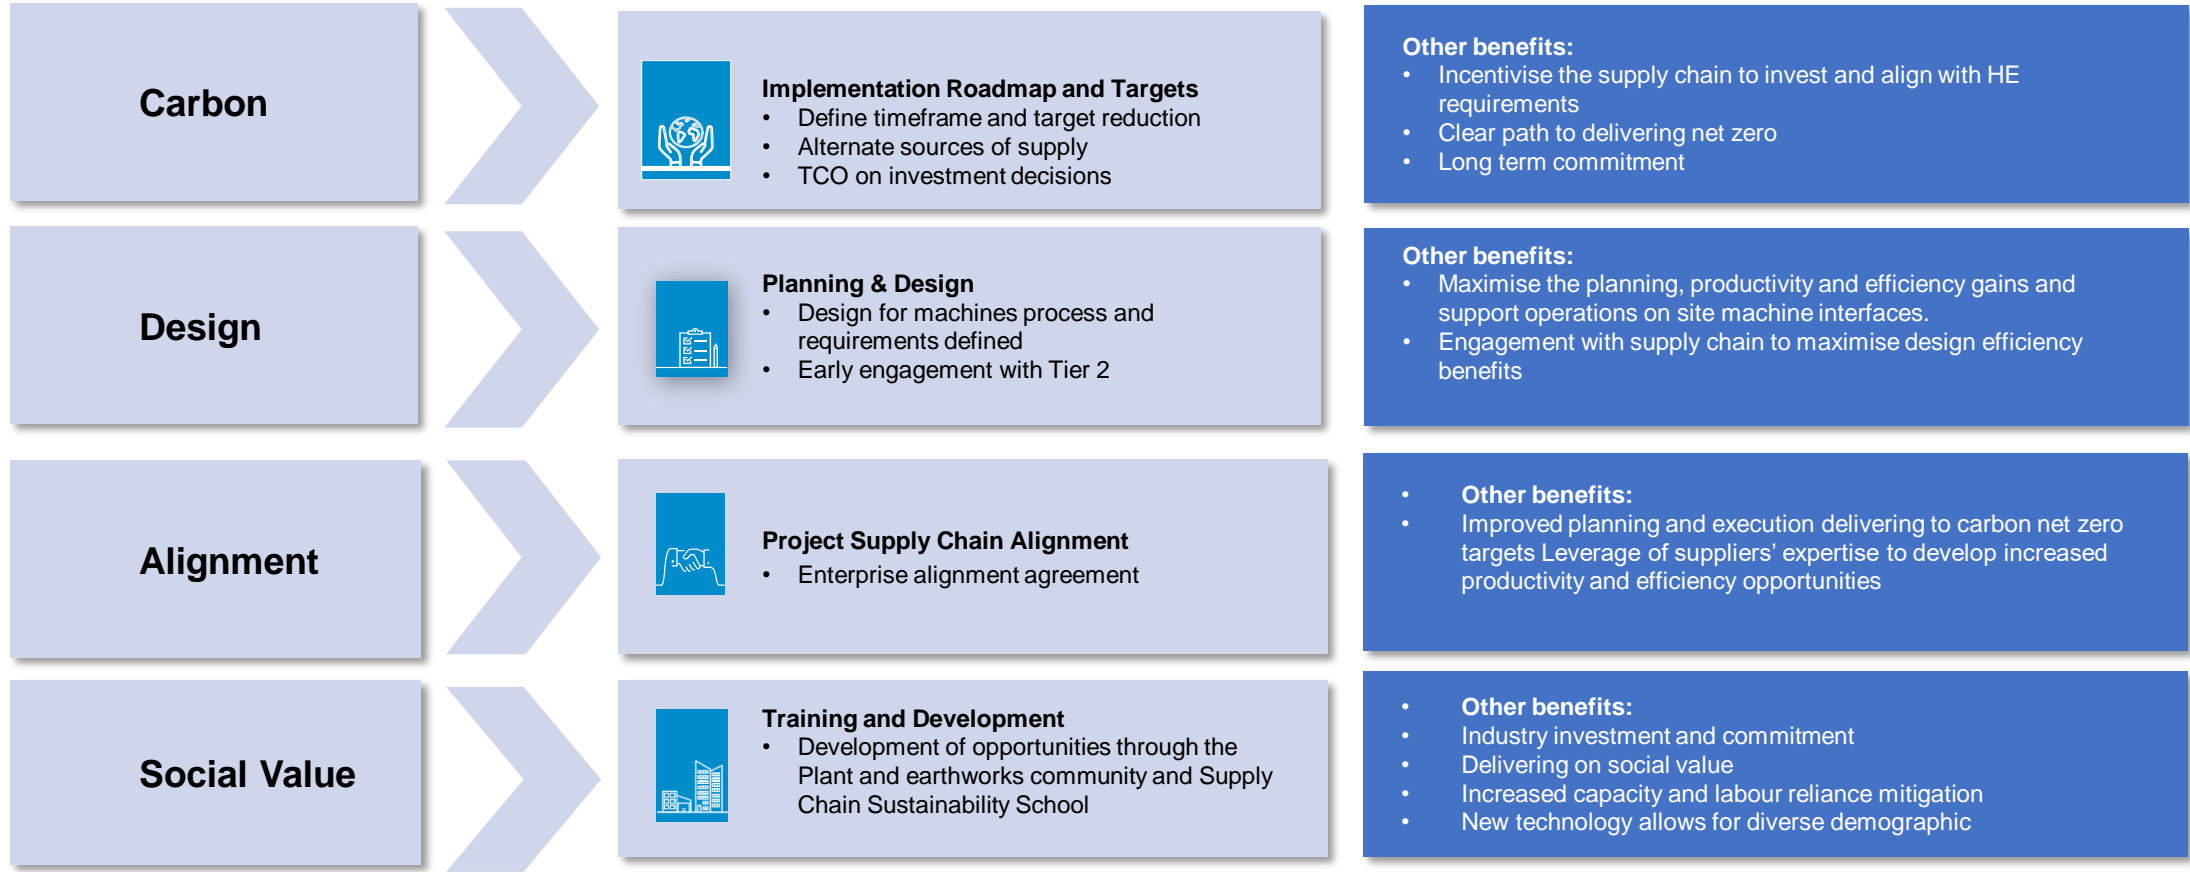 Carbon
Implementation Roadmap and Targets
• Define timeframe and target reduction
• Alternate sources of supply
• TCO on investment decisions
Other benefits:
• Incentivise the supply chain to invest and align with HE
requirements
• Clear path to delivering net zero
• Long term commitment
Design
Planning & Design
• Design for machines process and
requirements defined
• Early engagement with Tier 2
Other benefits:
• Maximise the planning, productivity and efficiency gains and
support operations on site machine interfaces.
• Engagement with supply chain to maximise design efficiency
benefits
Alignment
Project Supply Chain Alignment
• Enterprise alignment agreement
• Other benefits:
• Improved planning and execution delivering to carbon net zero
targets Leverage of suppliers’ expertise to develop increased
productivity and efficiency opportunities
Social Value
Training and Development
• Development of opportunities through the
Plant and earthworks community and Supply
Chain Sustainability School
• Other benefits:
• Industry investment and commitment
• Delivering on social value
• Increased capacity and labour reliance mitigation
• New technology allows for diverse demographic